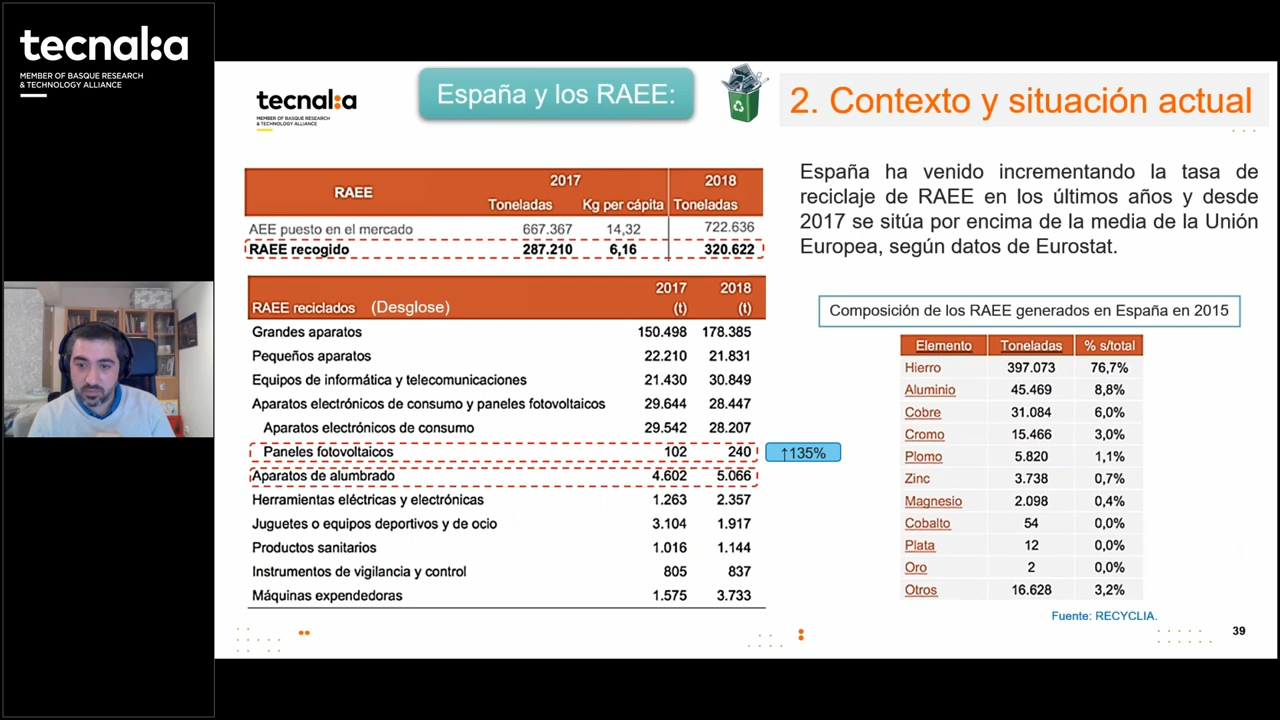 tecnal:a
MEMBER OF BASQUE RESEARCH
& TECHNOLOGY ALLIANCE
tecnal:a
MEMBER OF BASQUE RESEARCH
& TECHNOLOGY ALLIANCE
España y los RAEE:
2. Contexto y situación actual
RAEE 2017 2018
Toneladas Kg per cápita Toneladas
AEE puesto en el mercado 667.367 14,32 722.636
RAEE recogido 287.210 6,16 320.622
RAEE reciclados (Desglose) 2017 (t) 2018 (t)
Grandes aparatos 150.498 178.385
Pequeños aparatos 22.210 21.831
Equipos de informática y telecomunicaciones 21.430 30.849
Aparatos electrónicos de consumo y paneles fotovoltaicos 29.644 28.447
Aparatos electrónicos de consumo 29.542 28.207
Paneles fotovoltaicos 102 240 ↑135%
Aparatos de alumbrado 4.602 5.066
Herramientas eléctricas y electrónicas 1.263 2.357
Juguetes o equipos deportivos y de ocio 3.104 1.917
Productos sanitarios 1.016 1.144
Instrumentos de vigilancia y control 805 837
Máquinas expendedoras 1.575 3.733
España ha venido incrementando la tasa de
reciclaje de RAEE en los últimos años y desde
2017 se sitúa por encima de la media de la Unión
Europea, según datos de Eurostat.
Composición de los RAEE generados en España en 2015
Elemento Toneladas % s/total
Hierro 397.073 76,7%
Aluminio 45.469 8,8%
Cobre 31.084 6,0%
Cromo 15.466 3,0%
Plomo 5.820 1,1%
Zinc 3.738 0,7%
Magnesio 2.098 0,4%
Cobalto 54 0,0%
Plata 12 0,0%
Oro 2 0,0%
Otros 16.628 3,2%
Fuente: RECYCLIA.
39